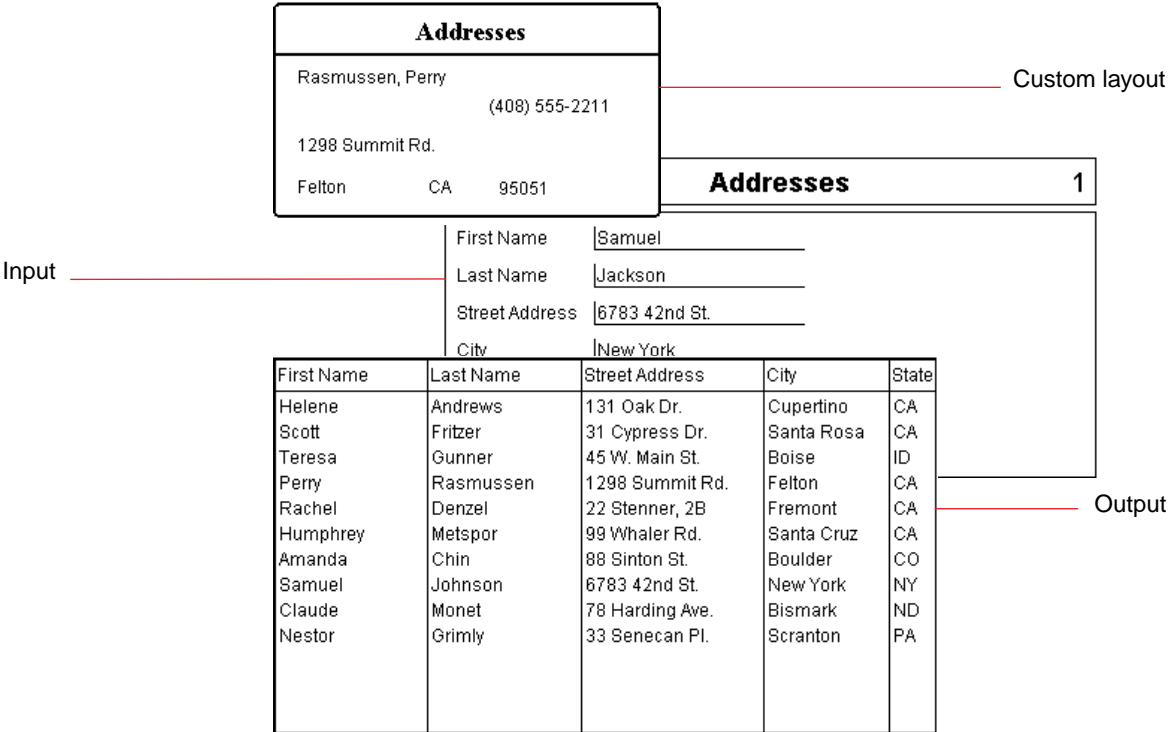 Addresses
Rasmussen, Perry
(408) 555-2211
1298 Summit Rd.
Felton CA 95051
Custom layout
Addresses 1
Input
First Name Samuel
Last Name Jackson
Street Address 6783 42nd St.
City New York
First Name Last Name Street Address City State
Helene Andrews 131 Oak Dr. Cupertino CA
Scott Fritzer 31 Cypress Dr. Santa Rosa CA
Teresa Gunner 45 W. Main St. Boise ID
Perry Rasmussen 1298 Summit Rd. Felton CA
Rachel Denzel 22 Stenner, 2B Fremont CA
Humphrey Metspor 99 Whaler Rd. Santa Cruz CA
Amanda Chin 88 Sinton St. Boulder CO
Samuel Johnson 6783 42nd St. New York NY
Claude Monet 78 Harding Ave. Bismark ND
Nestor Grimly 33 Senecan Pl. Scranton PA
Output